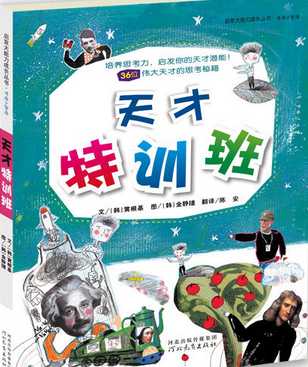 培养思考力，启发你的天才潜能！
36位伟大天才的思考秘籍
天才
特训班
文／（韩）黄根基 图／（韩）金静瑾 翻译／陈 安
河北出版传媒集团
河北教育出版社
天才特训班